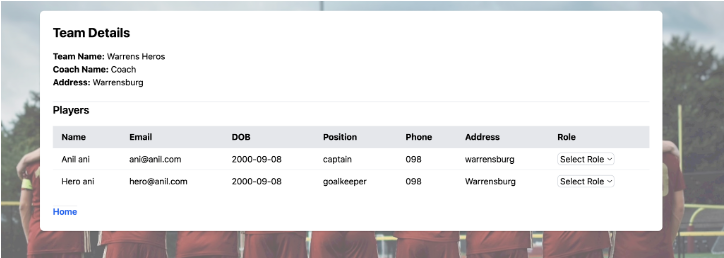 Team Details
Team Name: Warrens Heros
Coach Name: Coach
Address: Warrensburg
Players
Name Email DOB Position Phone Address Role
Anil ani ani@anil.com 2000-09-08 captain 098 warrensburg Select Role
Hero ani hero@anil.com 2000-09-08 goalkeeper 098 Warrensburg Select Role
Home